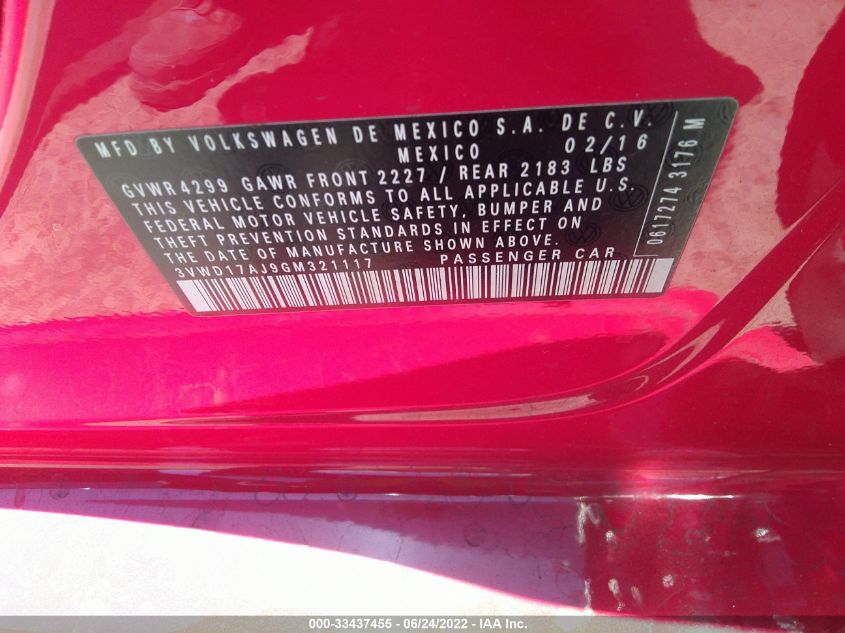 MFD BY VOLKSWAGEN DE MEXICO S.A. DE C.V.
MEXICO 02/16
GVWR 4299 GAWR FRONT 2227 / REAR 2183 LBS
THIS VEHICLE CONFORMS TO ALL APPLICABLE U.S.
FEDERAL MOTOR VEHICLE SAFETY, BUMPER AND
THEFT PREVENTION STANDARDS IN EFFECT ON
THE DATE OF MANUFACTURE SHOWN ABOVE.
3VWD17AJ9GM321117 PASSENGER CAR
0617274 3176 M
000-33437455 - 06/24/2022 - IAA Inc.